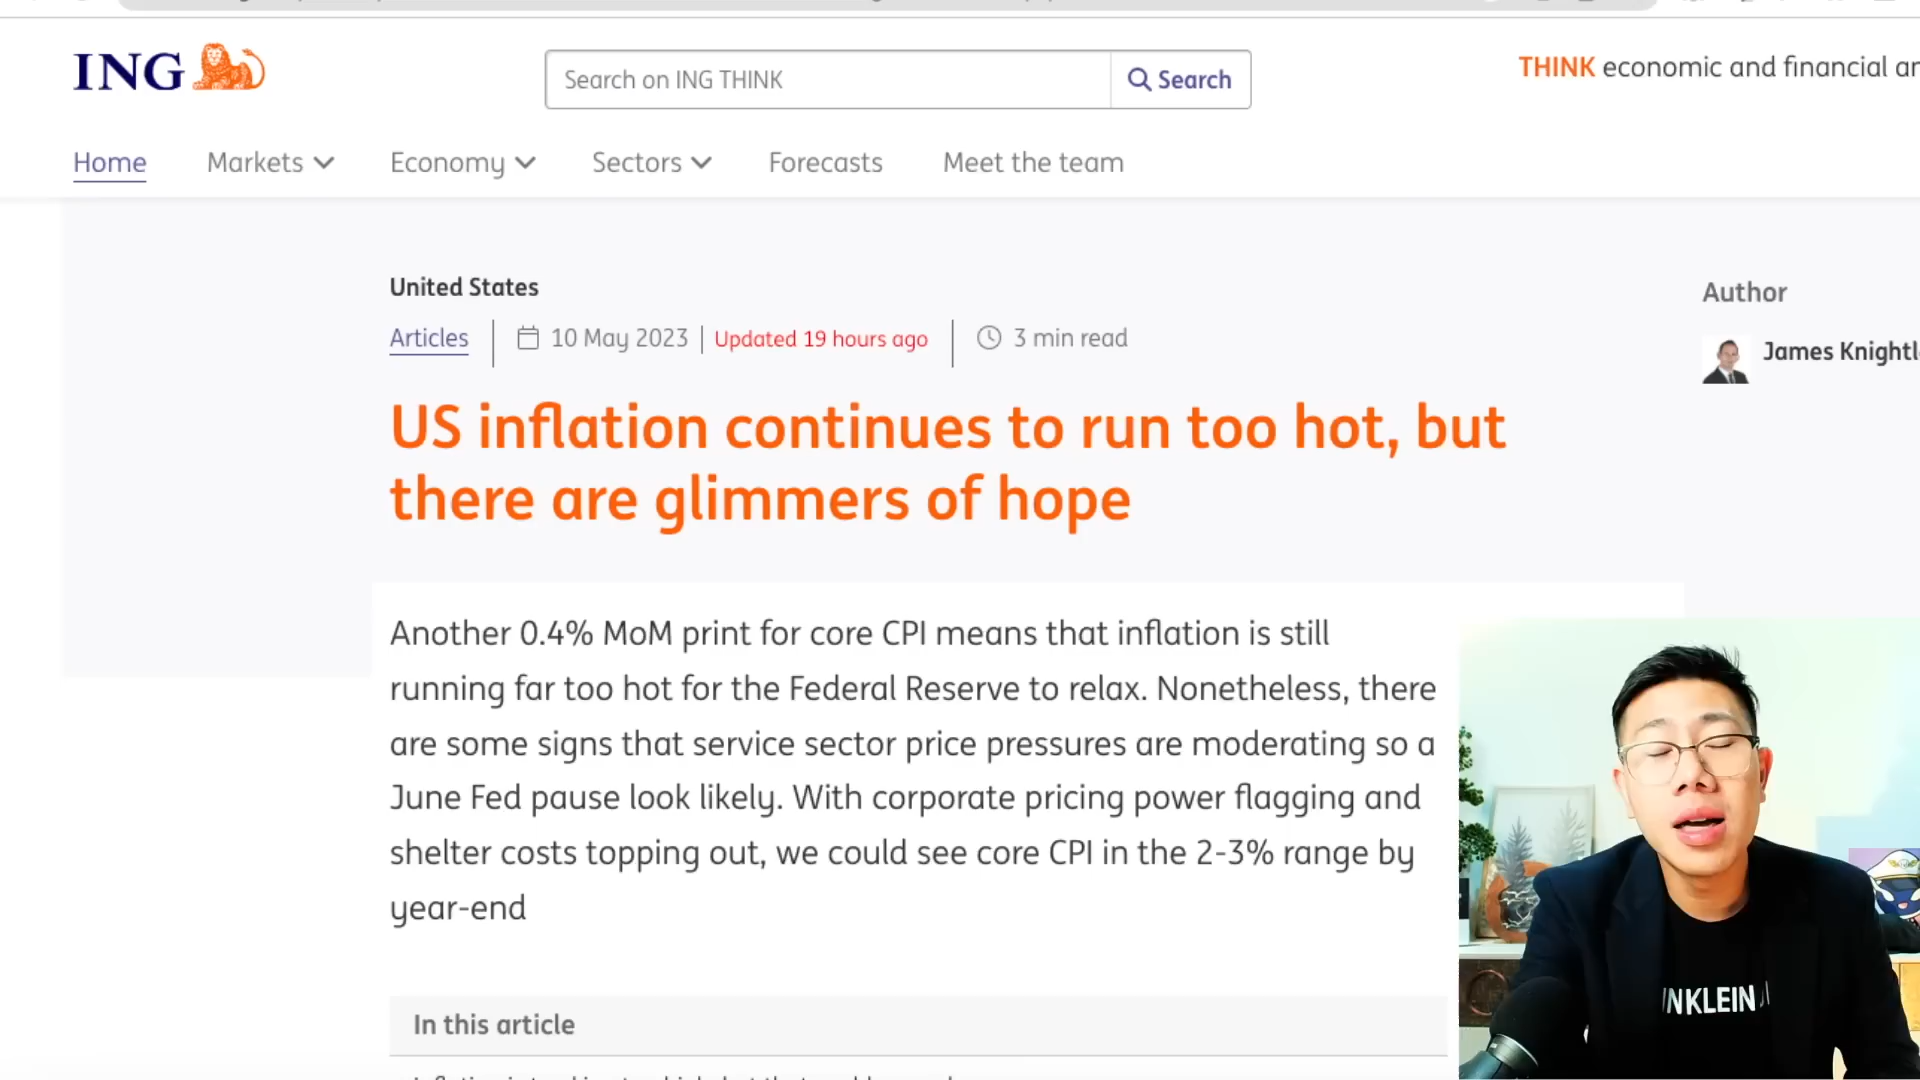 ING
Search on ING THINK
Search
THINK economic and financial
Home
Markets
Economy
Sectors
Forecasts
Meet the team
United States
Articles
10 May 2023
Updated 19 hours ago
3 min read
Author
James
US inflation continues to run too hot, but
there are glimmers of hope
Another 0.4% MoM print for core CPI means that inflation is still
running far too hot for the Federal Reserve to relax. Nonetheless, there
are some signs that service sector price pressures are moderating so a
June Fed pause look likely. With corporate pricing power flagging and
shelter costs topping out, we could see core CPI in the 2-3% range by
year-end
In this article